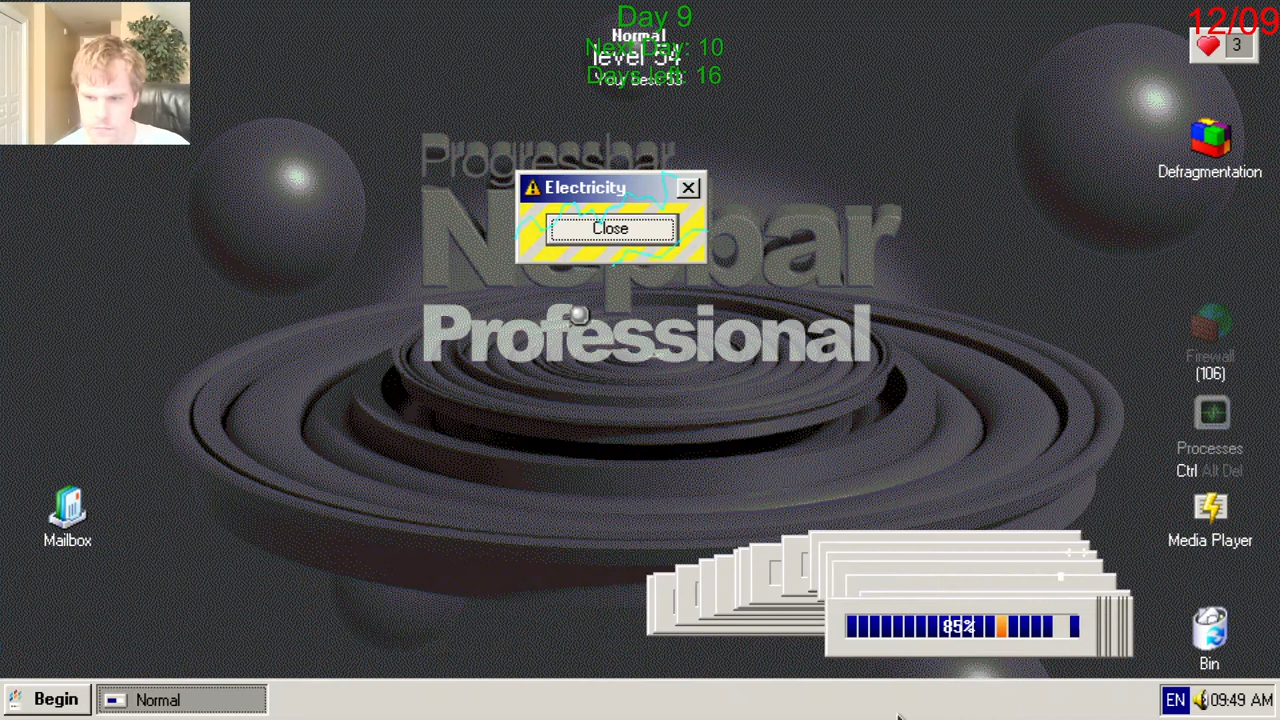 Day 9
Normal
Next Day: 10
level 54
Days left: 16
Your best: 53
12/09
3
Defragmentation
Progressbar
Electricity
Close
Nepbar
Professional
Firewall
(106)
Processes
Ctrl Alt Del
Mailbox
Media Player
85%
Bin
Begin
Normal
EN
09:49 AM